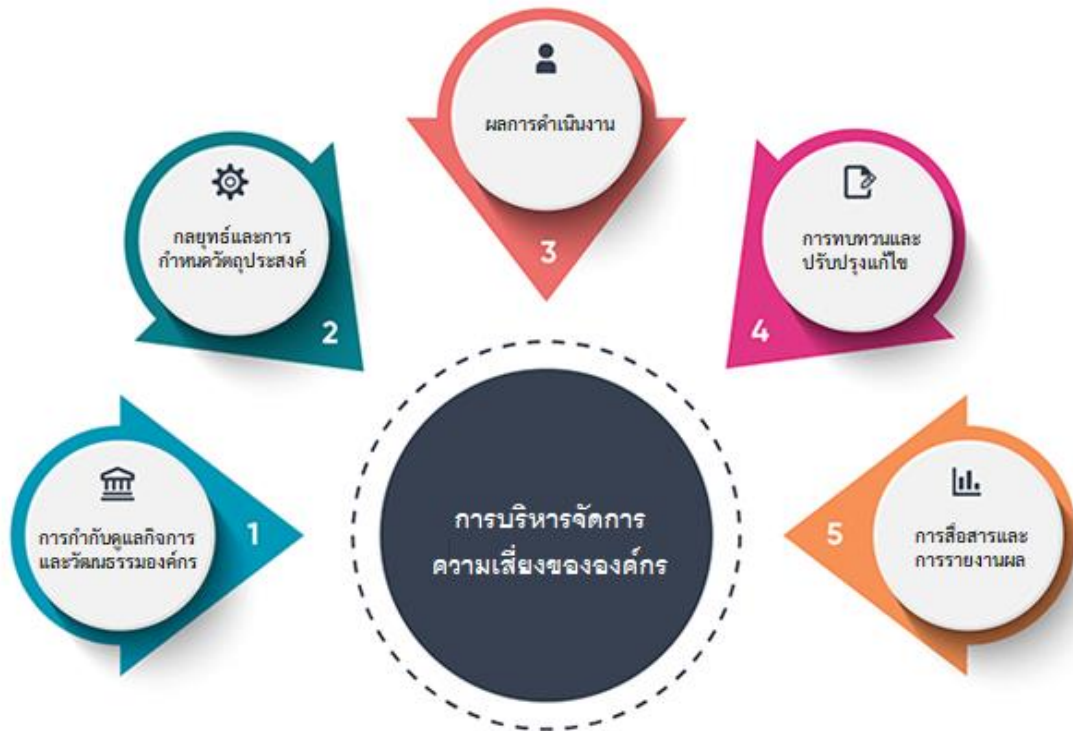 การกำกับดูแลกิจการ
และวัฒนธรรมองค์กร
1
กลยุทธ์และการ
กำหนดวัตถุประสงค์
2
ผลการดำเนินงาน
3
การทบทวนและ
ปรับปรุงแก้ไข
4
การสื่อสารและ
การรายงานผล
5
การบริหารจัดการ
ความเสี่ยงขององค์กร